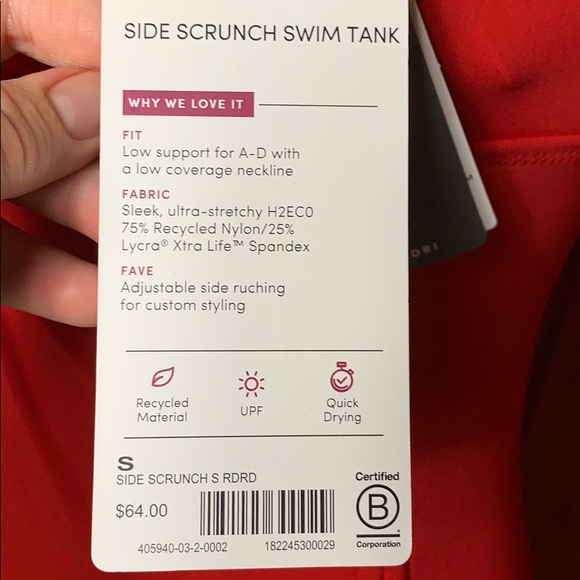 SIDE SCRUNCH SWIM TANK
WHY WE LOVE IT
FIT
Low support for A-D with
a low coverage neckline
FABRIC
Sleek, ultra-stretchy H2ECO
75% Recycled Nylon/25%
Lycra® Xtra Life™ Spandex
FAVE
Adjustable side ruching
for custom styling
Recycled
Material
UPF
Quick
Drying
S
SIDE SCRUNCH S RDRD
$64.00
405940-03-2-0002
182245300029
Certified
B
Corporation
DRI